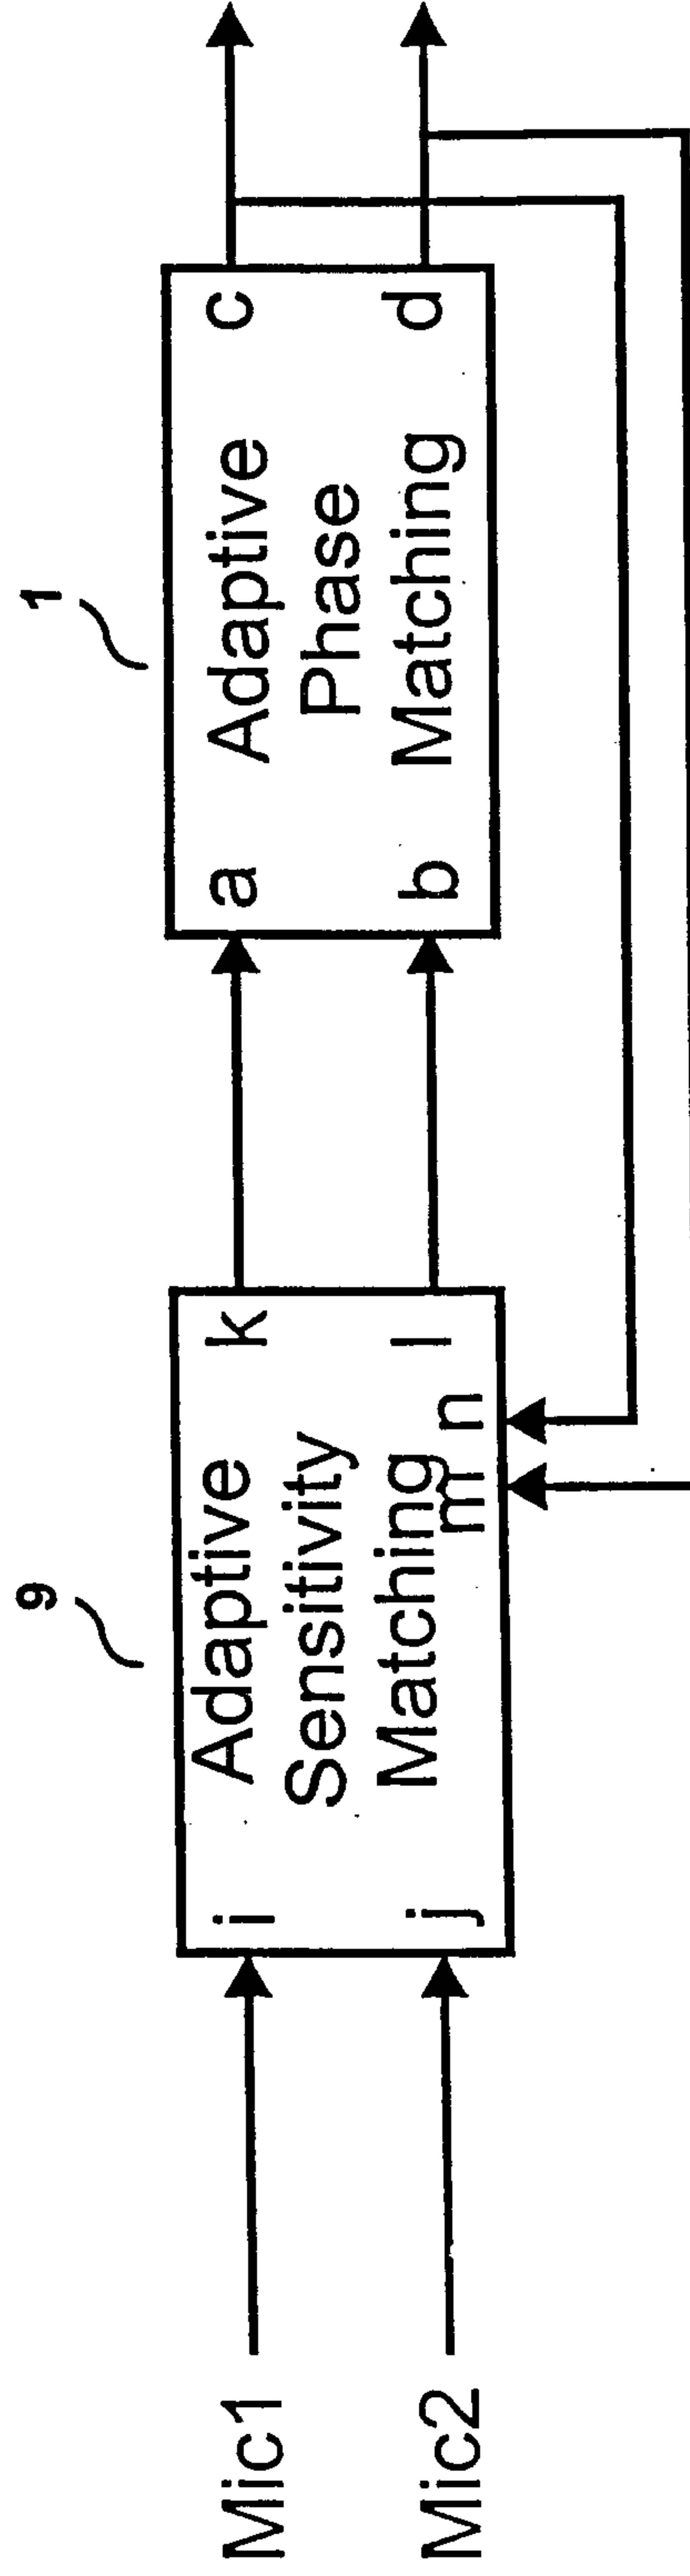 Mic1
Mic2
9
i
j
Adaptive
Sensitivity
Matching
k
l
m
n
1
a
b
Adaptive
Phase
Matching
c
d